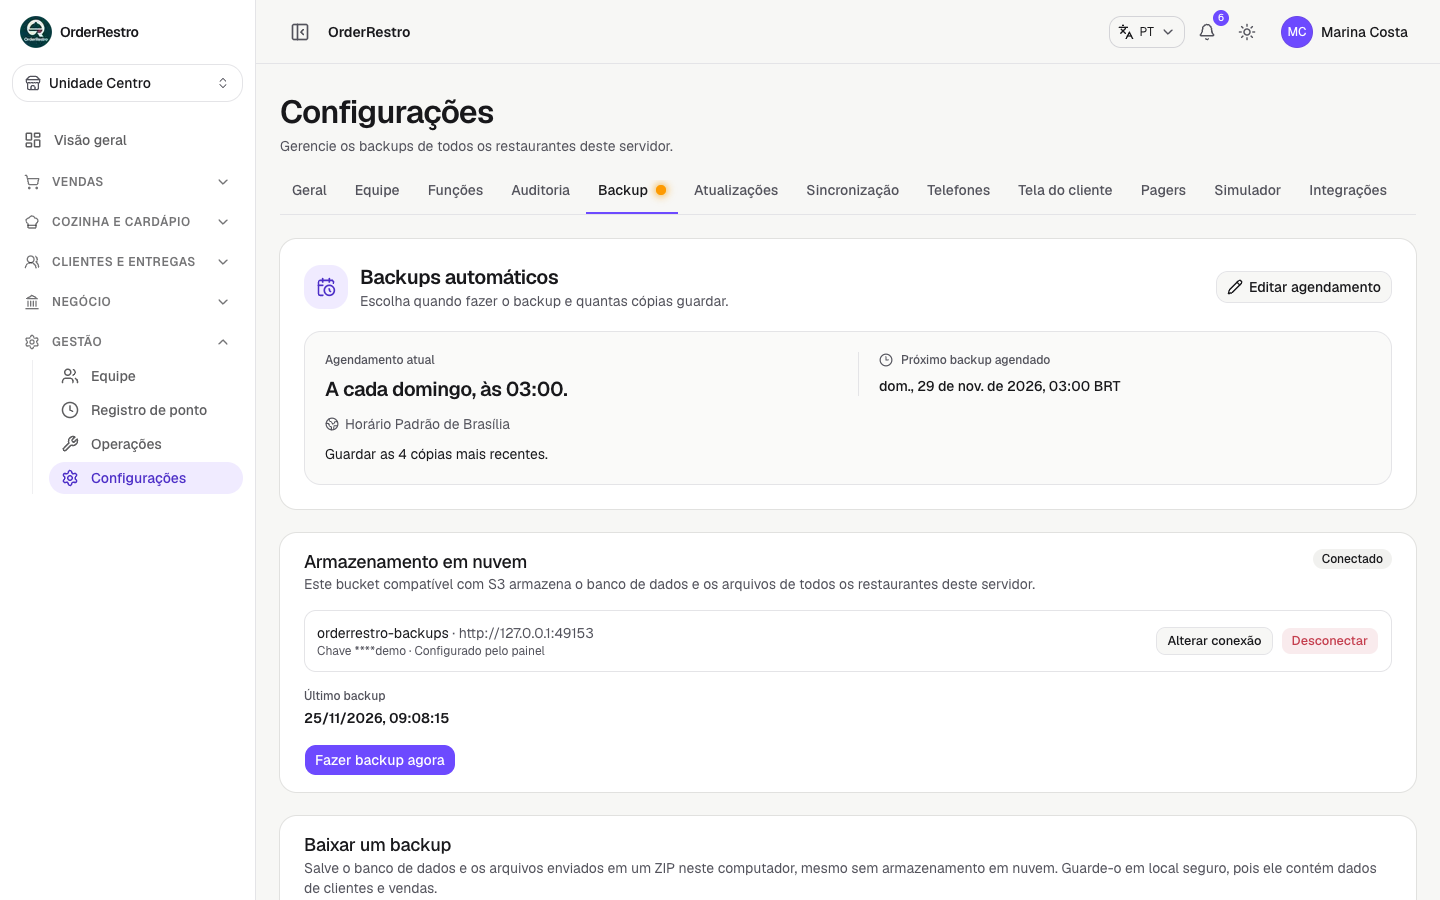 OrderRestro
OrderRestro
PT
6
MC
Marina Costa
Unidade Centro
Visão geral
VENDAS
COZINHA E CARDÁPIO
CLIENTES E ENTREGAS
NEGÓCIO
GESTÃO
Equipe
Registro de ponto
Operações
Configurações
Configurações
Gerencie os backups de todos os restaurantes deste servidor.
Geral Equipe Funções Auditoria Backup Atualizações Sincronização Telefones Tela do cliente Pagers Simulador Integrações
Backups automáticos
Escolha quando fazer o backup e quantas cópias guardar.
Editar agendamento
Agendamento atual
A cada domingo, às 03:00.
Horário Padrão de Brasília
Guardar as 4 cópias mais recentes.
Próximo backup agendado
dom., 29 de nov. de 2026, 03:00 BRT
Armazenamento em nuvem
Conectado
Este bucket compatível com S3 armazena o banco de dados e os arquivos de todos os restaurantes deste servidor.
orderrestro-backups · http://127.0.0.1:49153
Chave ****demo · Configurado pelo painel
Alterar conexão
Desconectar
Último backup
25/11/2026, 09:08:15
Fazer backup agora
Baixar um backup
Salve o banco de dados e os arquivos enviados em um ZIP neste computador, mesmo sem armazenamento em nuvem. Guarde-o em local seguro, pois ele contém dados
de clientes e vendas.